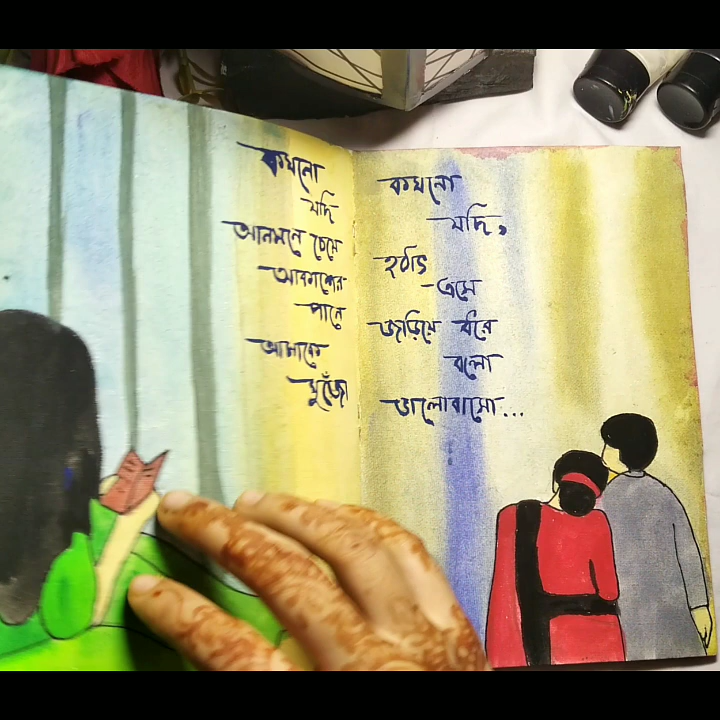 কখনো
যদি
আনমনে চেয়ে
আকাশের
পানে
আমাকে
খুঁজো
কখনো
যদি,
হঠাৎ
এসে
জড়িয়ে ধরে
বলো
ভালোবাসো...